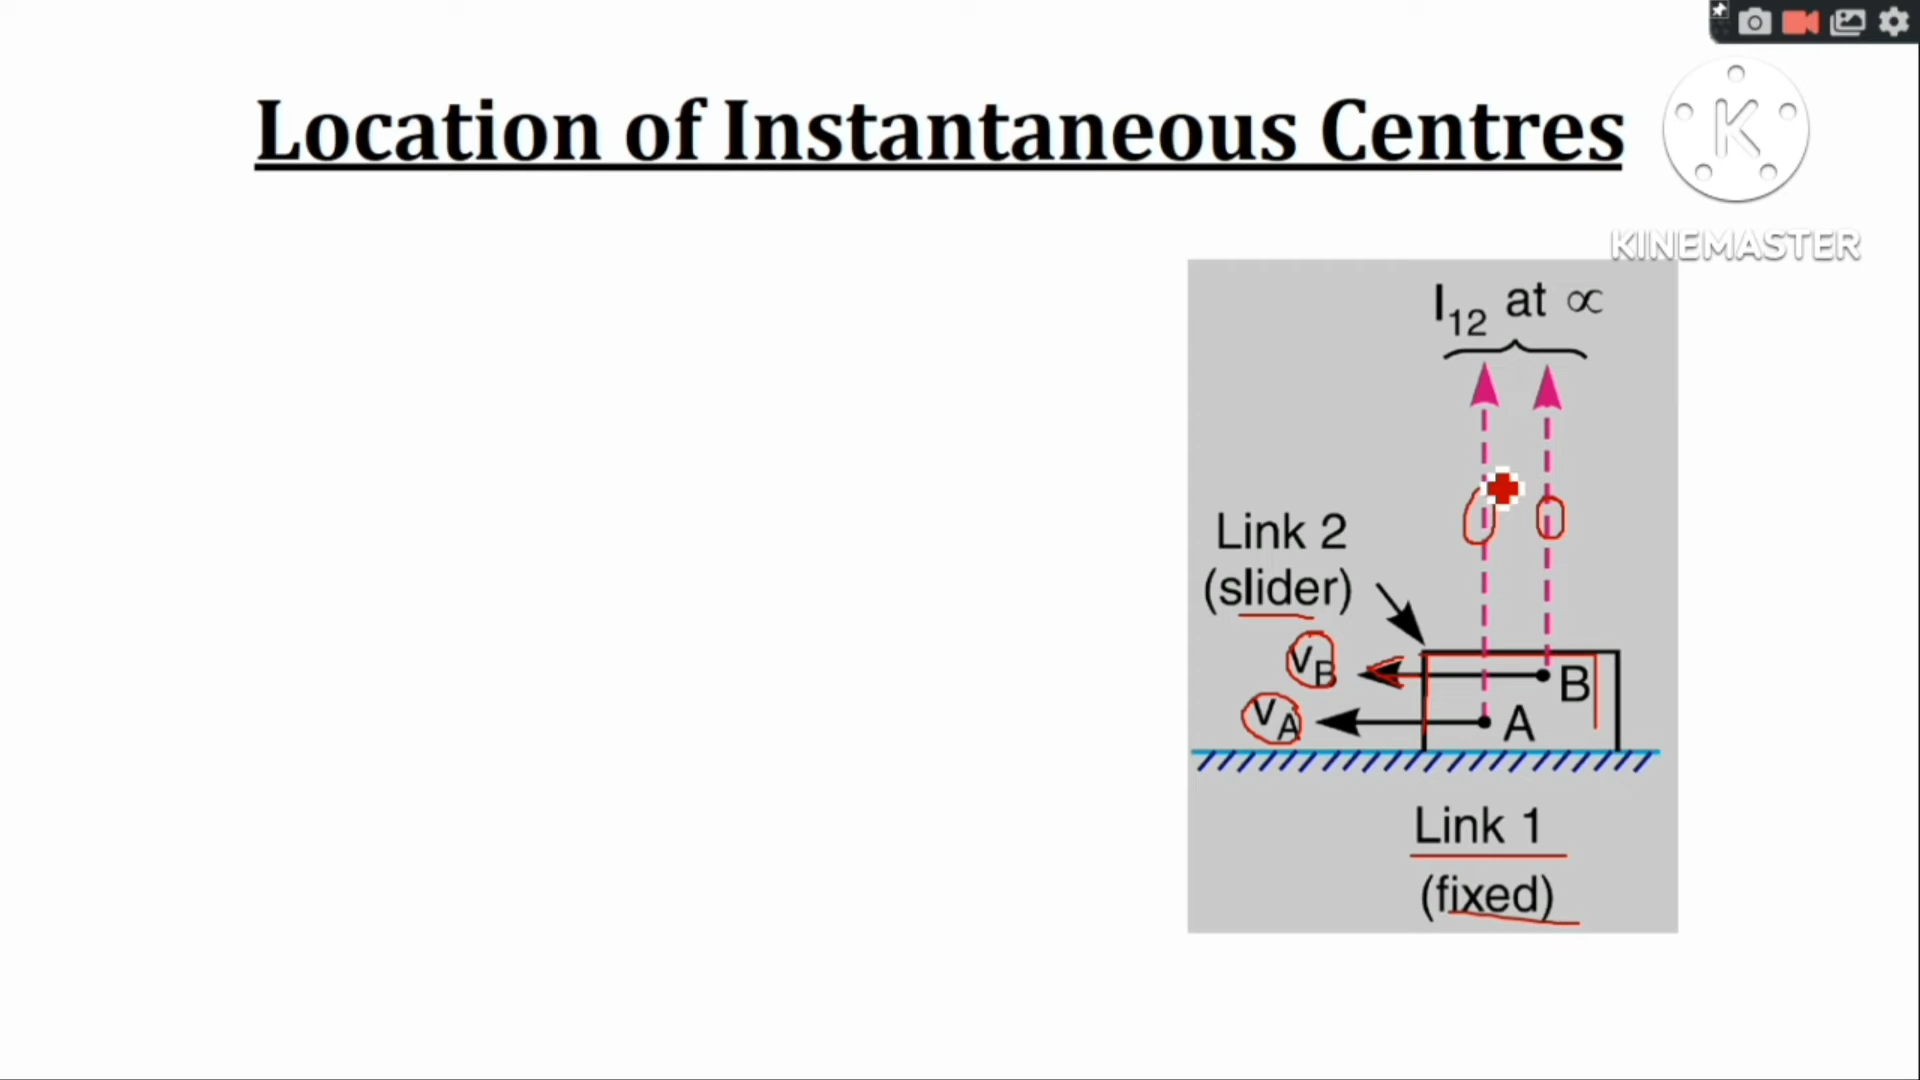 Location of Instantaneous Centres
K
KINEMASTER
I12 at ∝
Link 2
(slider)
vB
B
vA
A
Link 1
(fixed)